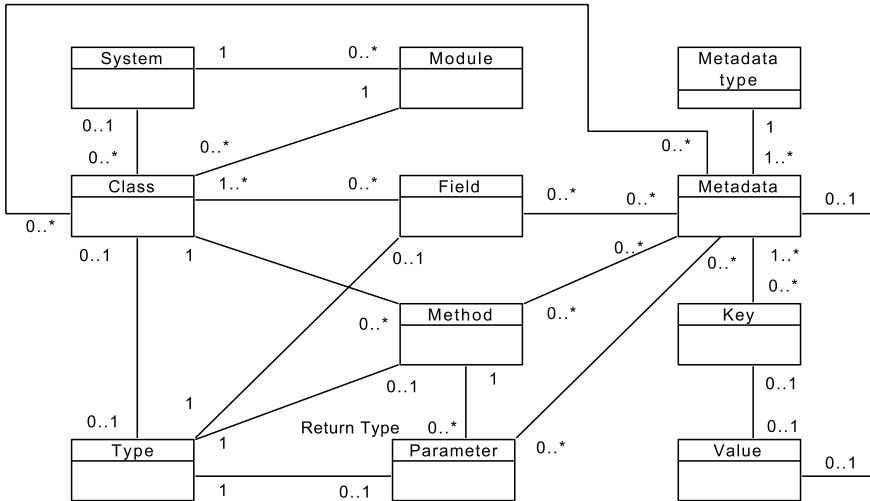 System
1
0..*
Module
Metadata
type
0..1
0..*
0..*
1
0..*
1
1..*
Class
1..*
0..*
Field
0..*
0..*
Metadata
0..1
0..*
0..1
1
0..1
0..*
0..*
1..*
0..*
0..*
Method
0..*
Key
0..1
1
0..1
1
0..1
Return Type
0..*
0..1
Type
1
Parameter
0..*
Value
0..1
1
0..1